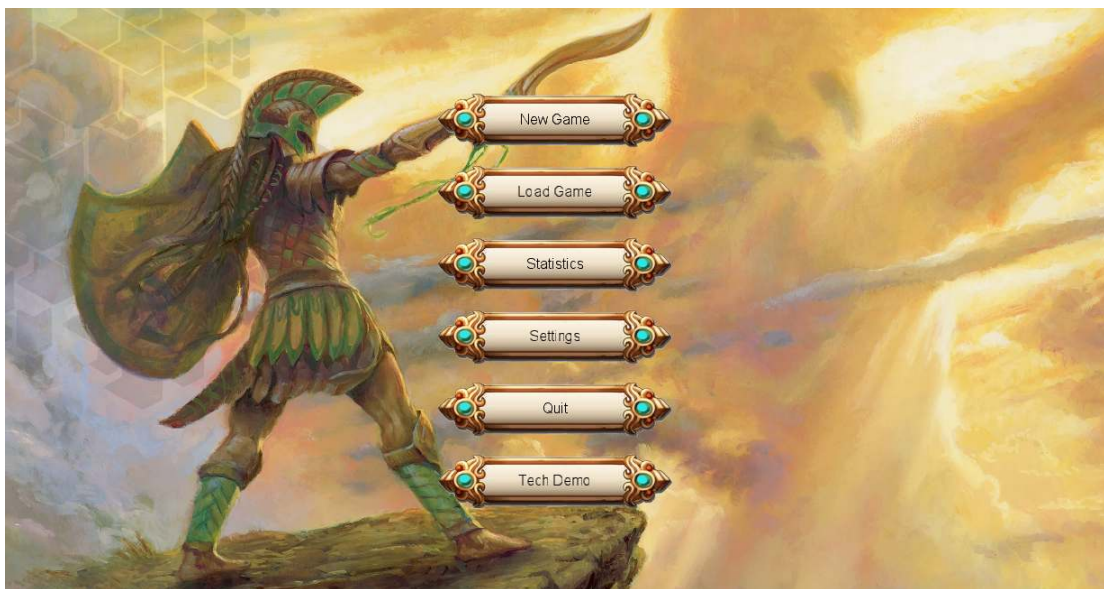 New Game
Load Game
Statistics
Settings
Quit
Tech Demo